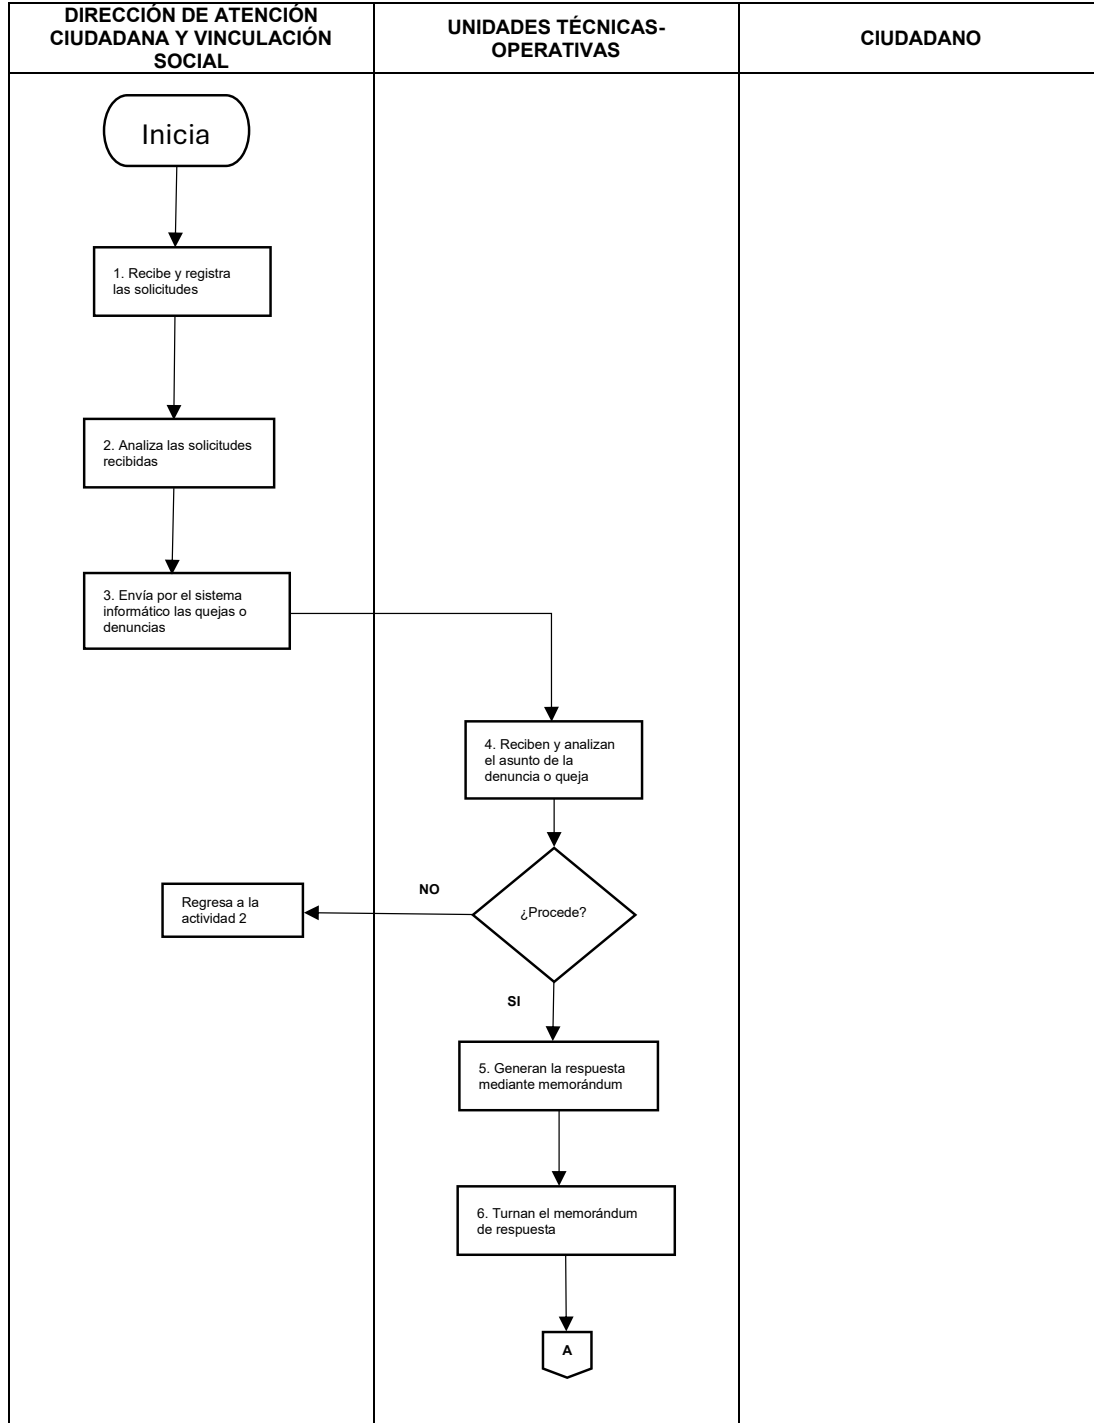 DIRECCIÓN DE ATENCIÓN
CIUDADANA Y VINCULACIÓN
SOCIAL
UNIDADES TÉCNICAS-
OPERATIVAS
CIUDADANO
Inicia
1. Recibe y registra
las solicitudes
2. Analiza las solicitudes
recibidas
3. Envía por el sistema
informático las quejas o
denuncias
4. Reciben y analizan
el asunto de la
denuncia o queja
¿Procede?
NO
Regresa a la
actividad 2
SI
5. Generan la respuesta
mediante memorándum
6. Turnan el memorándum
de respuesta
A